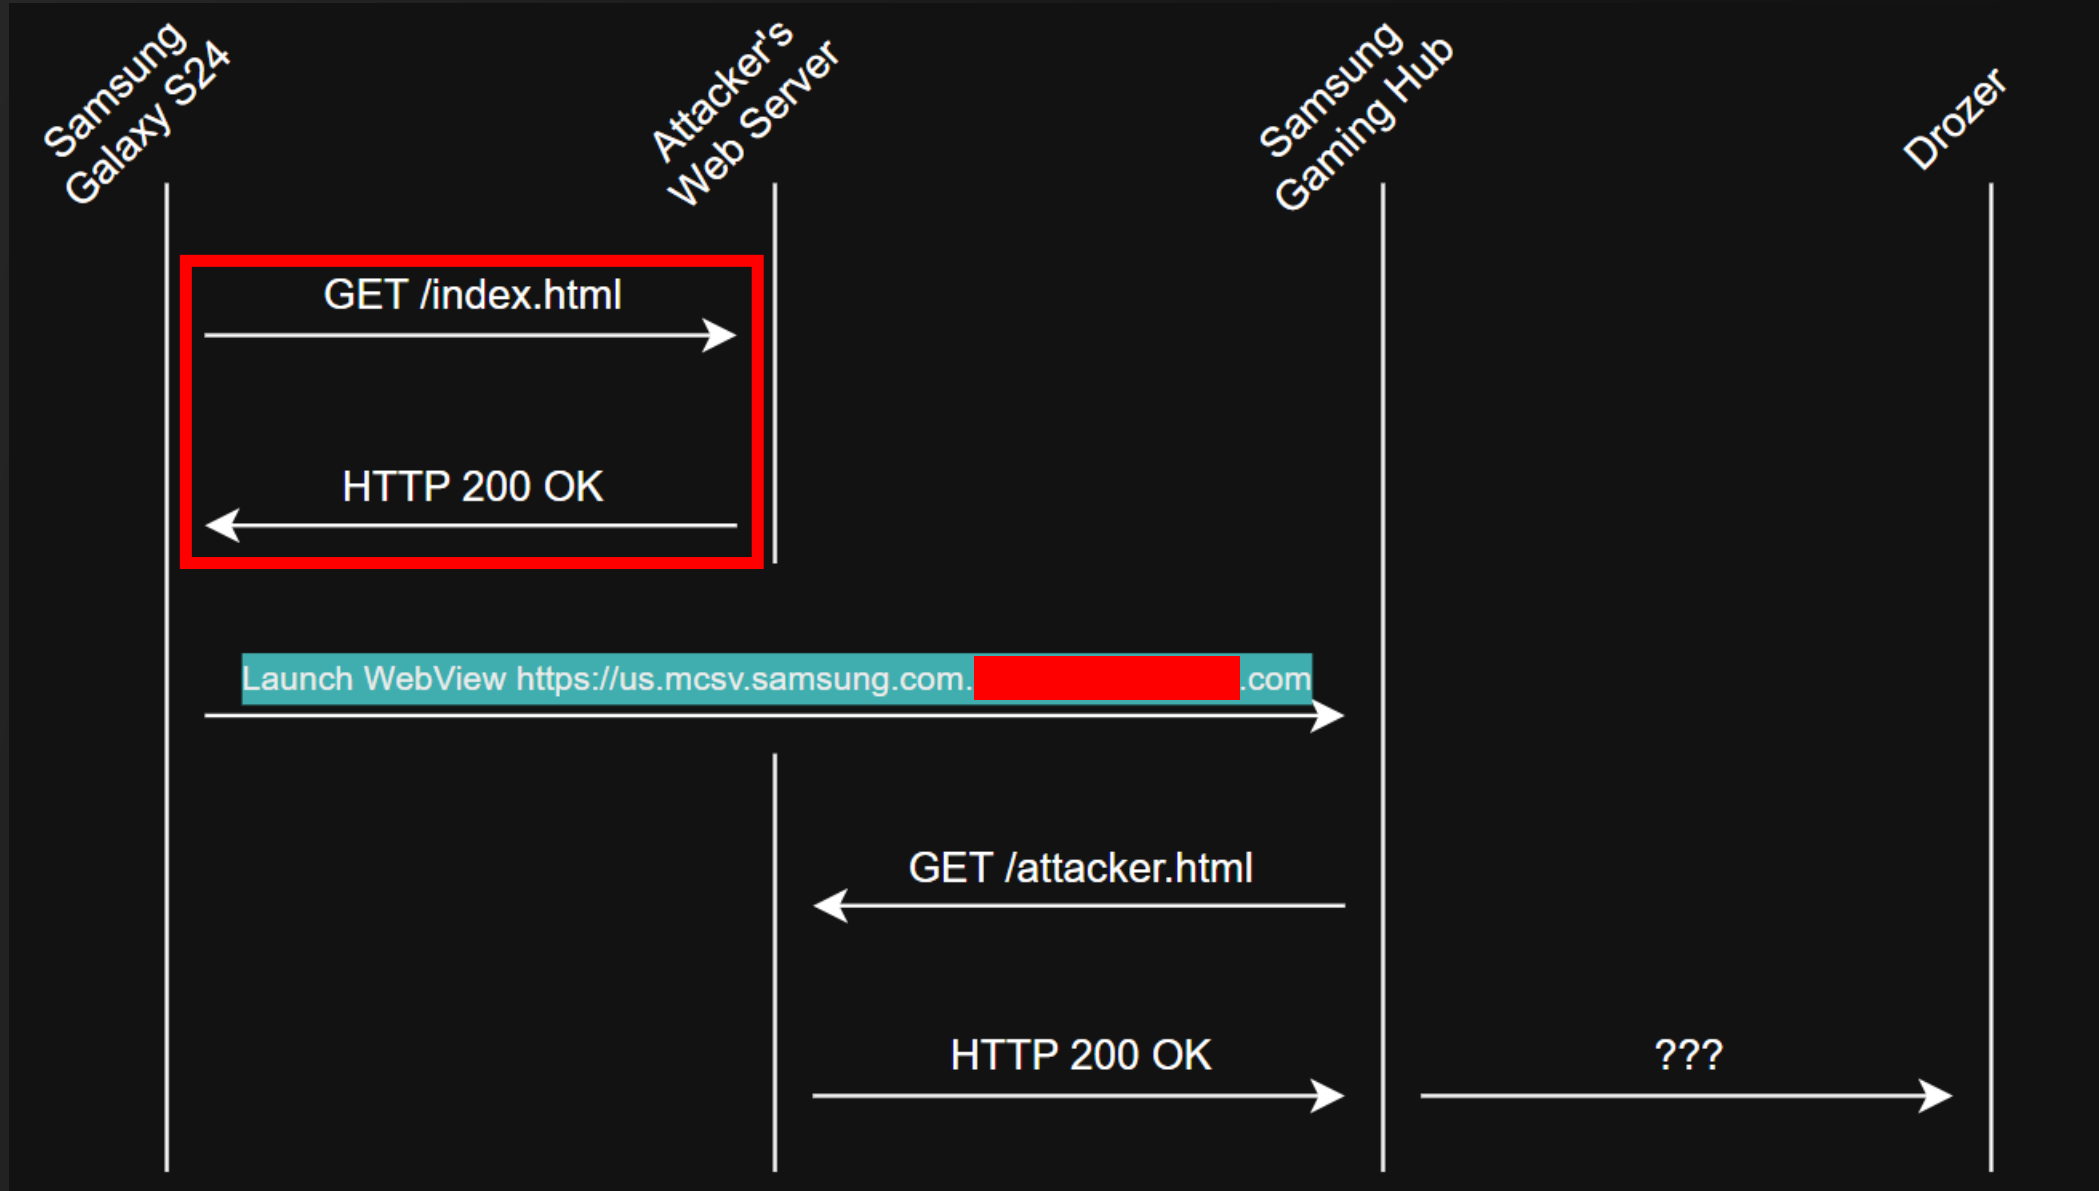 Samsung
Galaxy S24
Attacker's
Web Server
Samsung
Gaming Hub
Drozer
GET /index.html
HTTP 200 OK
Launch WebView https://us.mcsv.samsung.com. .com
GET /attacker.html
HTTP 200 OK
???